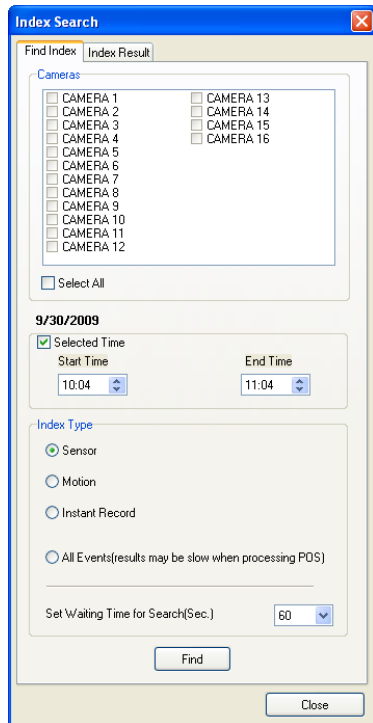 Index Search
Find Index
Index Result
Cameras
CAMERA 1
CAMERA 2
CAMERA 3
CAMERA 4
CAMERA 5
CAMERA 6
CAMERA 7
CAMERA 8
CAMERA 9
CAMERA 10
CAMERA 11
CAMERA 12
CAMERA 13
CAMERA 14
CAMERA 15
CAMERA 16
Select All
9/30/2009
Selected Time
Start Time
End Time
10:04
11:04
Index Type
Sensor
Motion
Instant Record
All Events(results may be slow when processing POS)
Set Waiting Time for Search(Sec.)
60
Find
Close